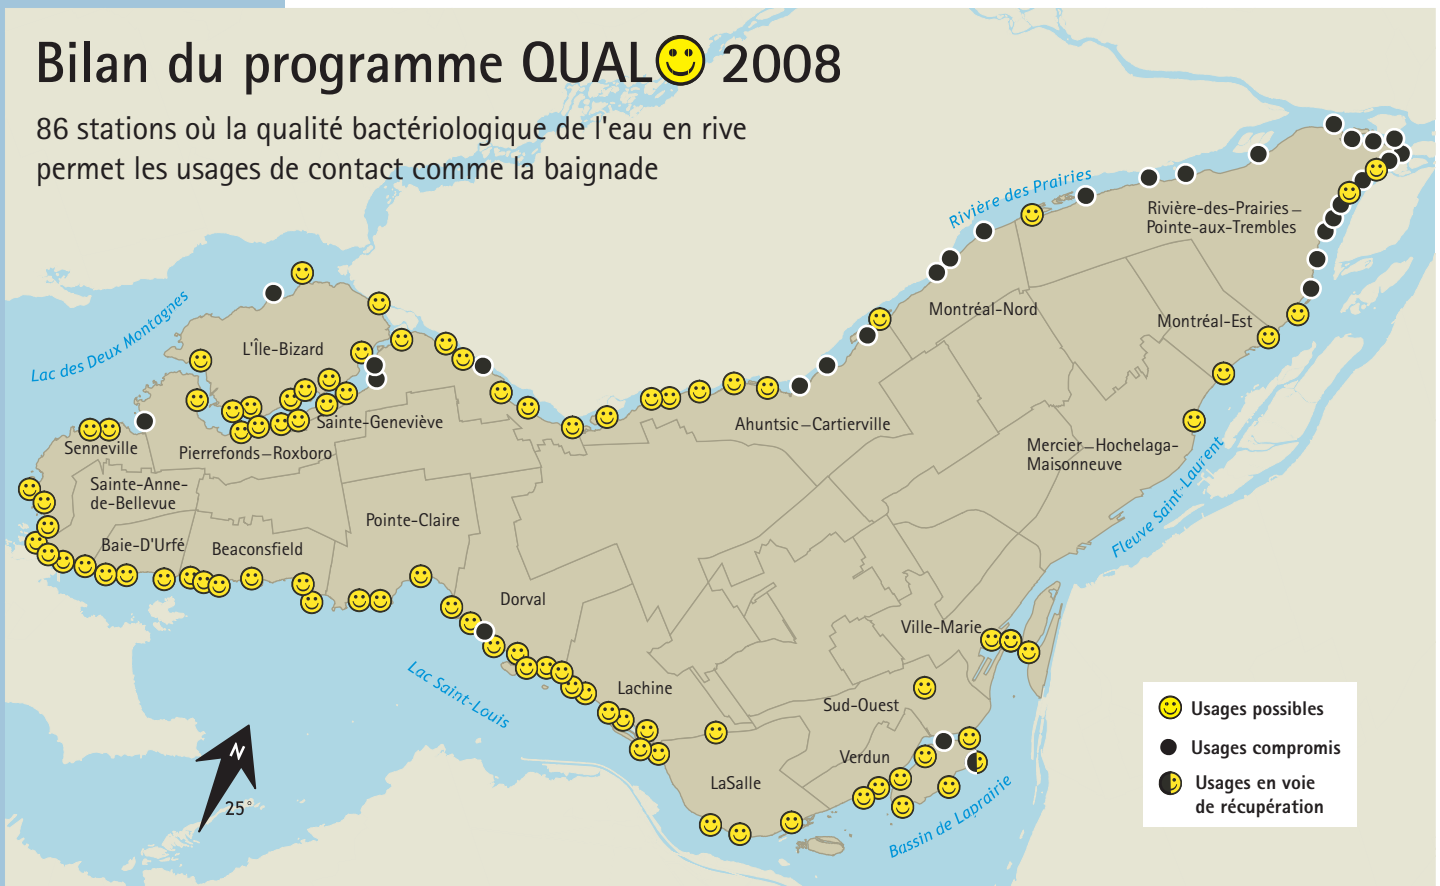 Bilan du programme QUAL 2008
86 stations où la qualité bactériologique de l'eau en rive
permet les usages de contact comme la baignade
Rivière des Prairies
Rivière-des-Prairies–
Pointe-aux-Trembles
Lac des Deux Montagnes
L'Île-Bizard
Montréal-Nord
Montréal-Est
Sainte-Geneviève
Ahuntsic–Cartierville
Senneville
Pierrefonds–Roxboro
Mercier–Hochelaga-
Maisonneuve
Fleuve Saint-Laurent
Sainte-Anne-
de-Bellevue
Pointe-Claire
Baie-D'Urfé
Beaconsfield
Dorval
Ville-Marie
Lac Saint-Louis
Lachine
Sud-Ouest
Verdun
LaSalle
Bassin de Laprairie
N
25°
Usages possibles
Usages compromis
Usages en voie
de récupération